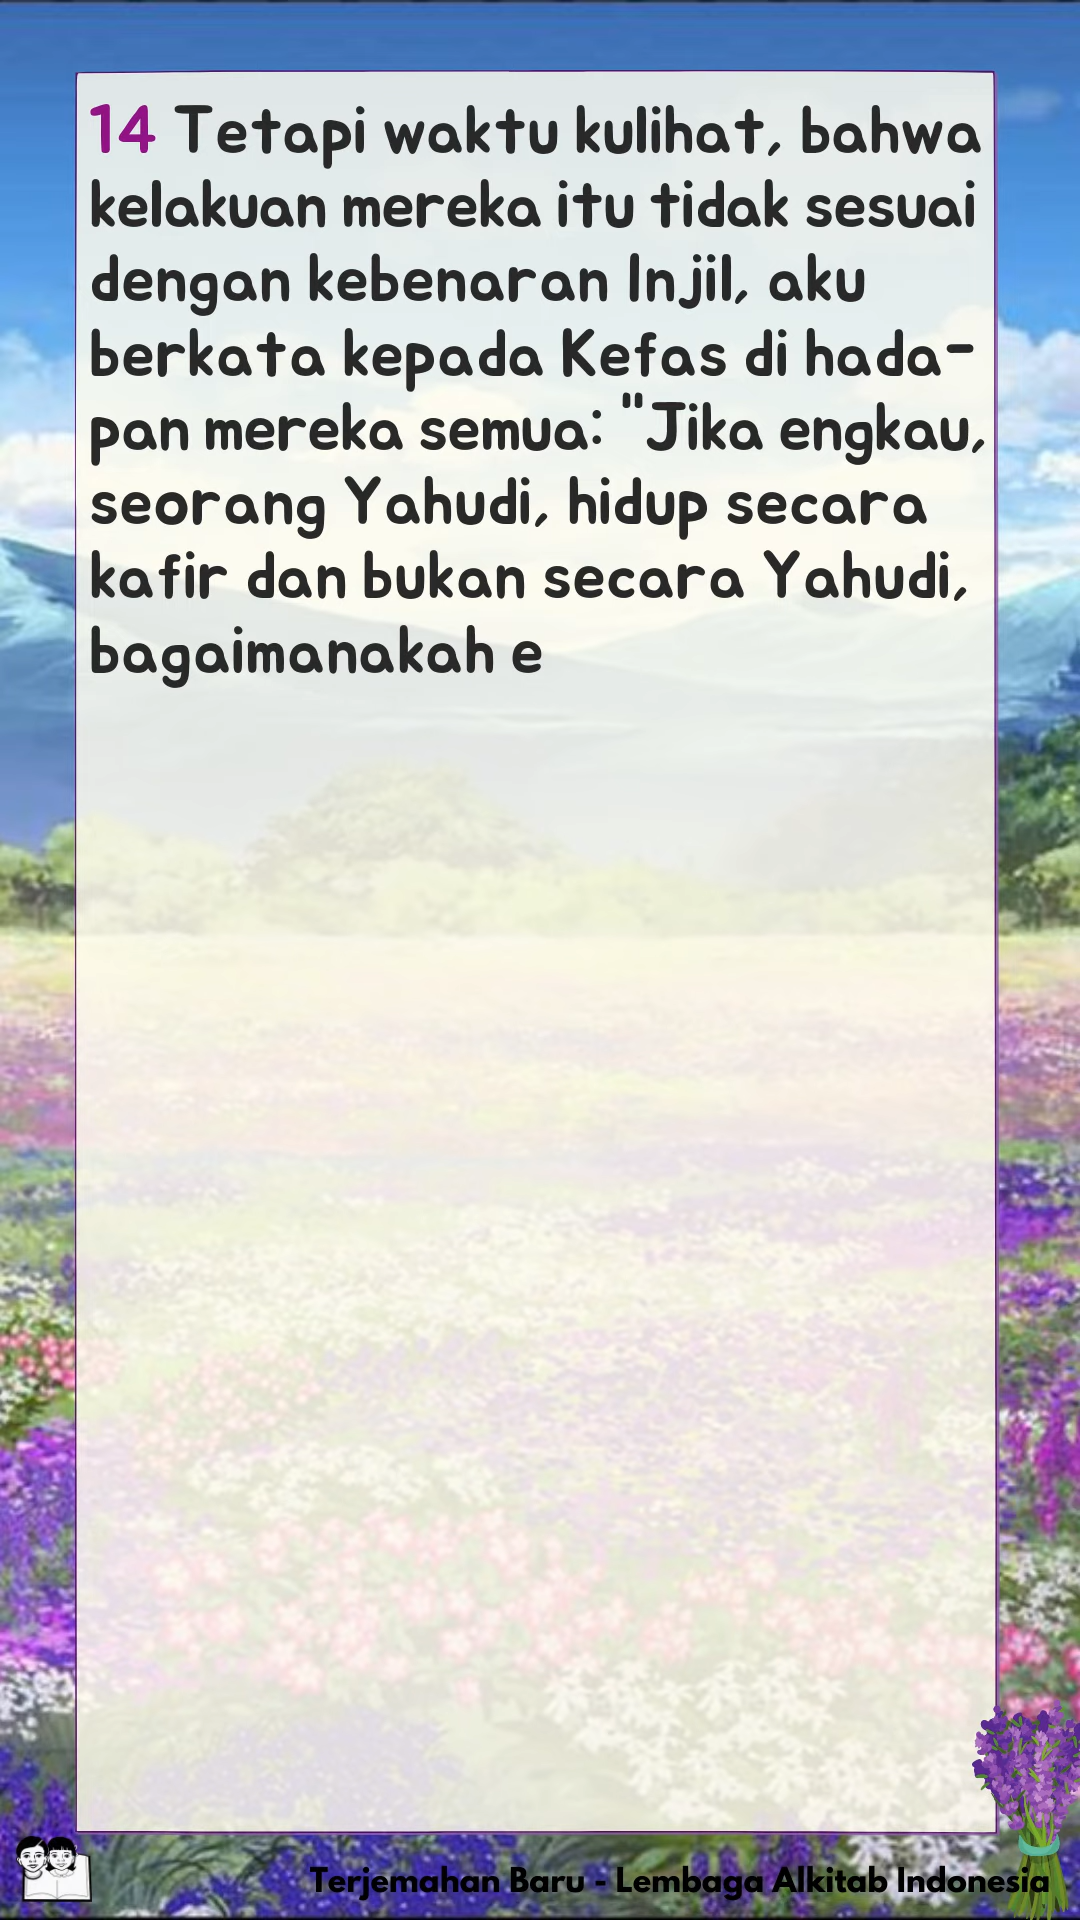 14 Tetapi waktu kulihat, bahwa
kelakuan mereka itu tidak sesuai
dengan kebenaran Injil, aku
berkata kepada Kefas di hada-
pan mereka semua: "Jika engkau,
seorang Yahudi, hidup secara
kafir dan bukan secara Yahudi,
bagaimanakah e
Terjemahan Baru - Lembaga Alkitab Indonesia